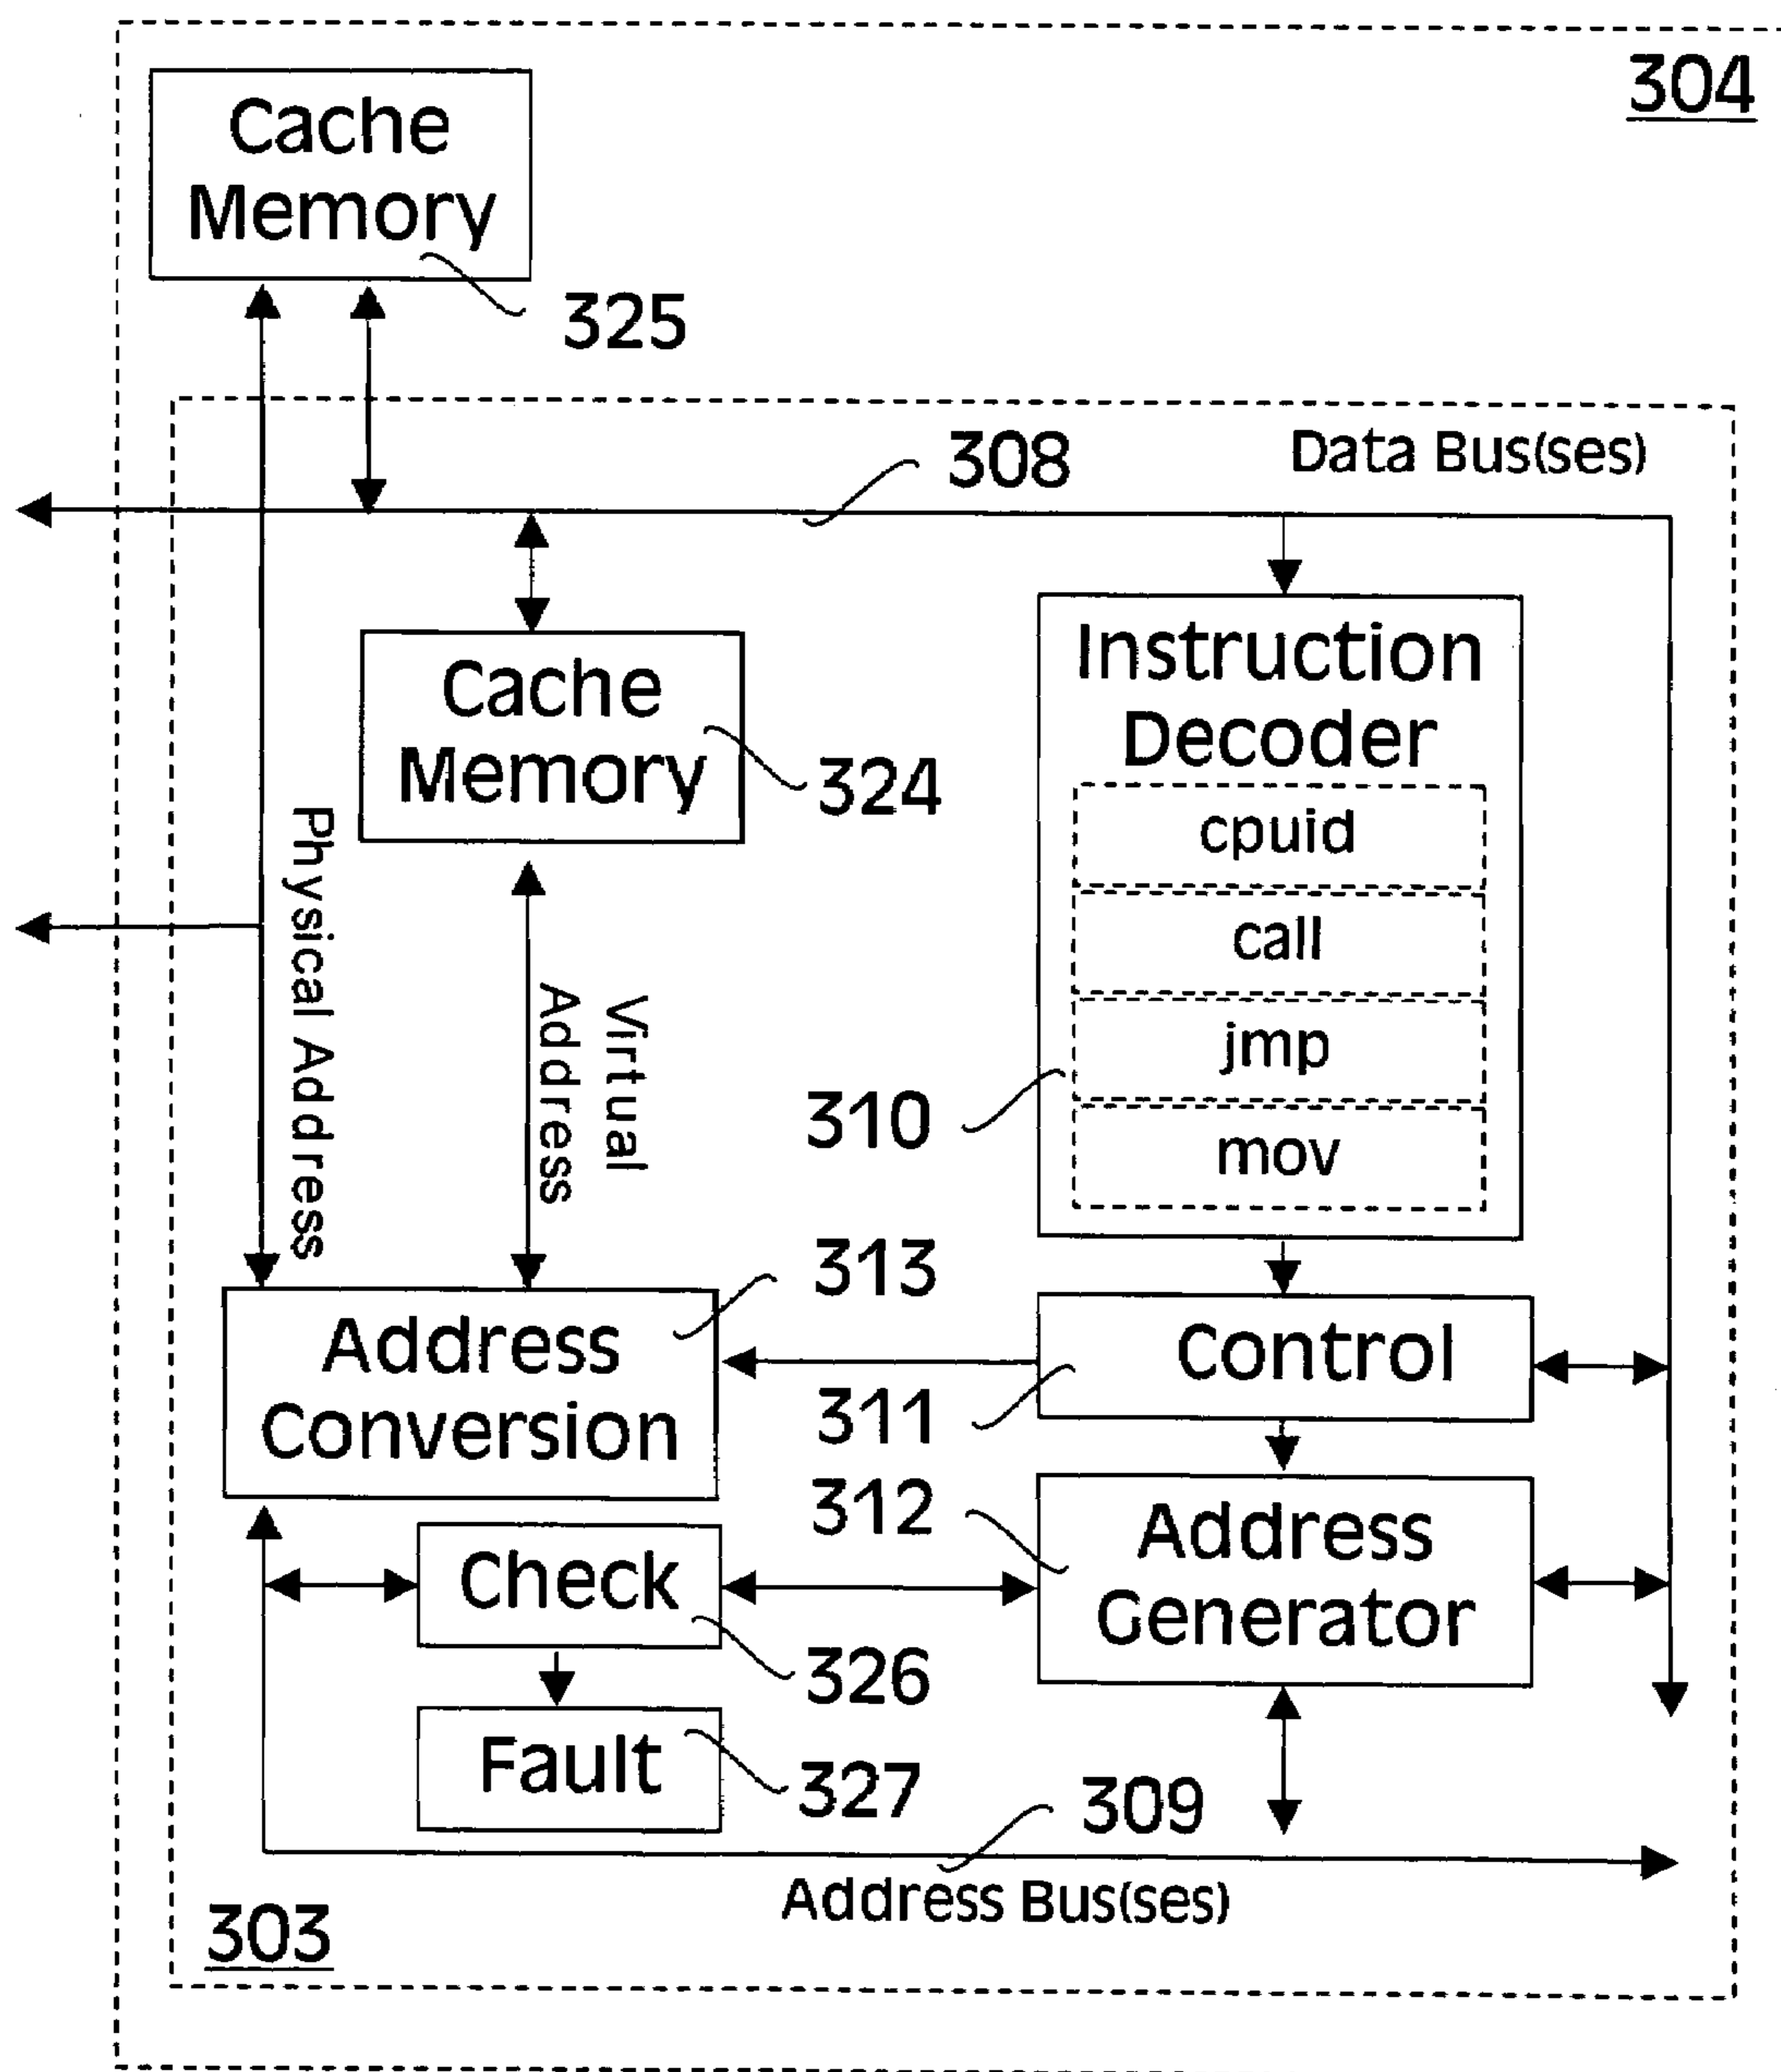 304
Cache
Memory
325
308
Data Bus(ses)
Cache
Memory
324
Instruction
Decoder
cpuid
call
jmp
mov
310
Physical Address
Virtual
Address
313
Address
Conversion
Control
311
312
Address
Generator
Check
326
Fault
327
309
Address Bus(ses)
303